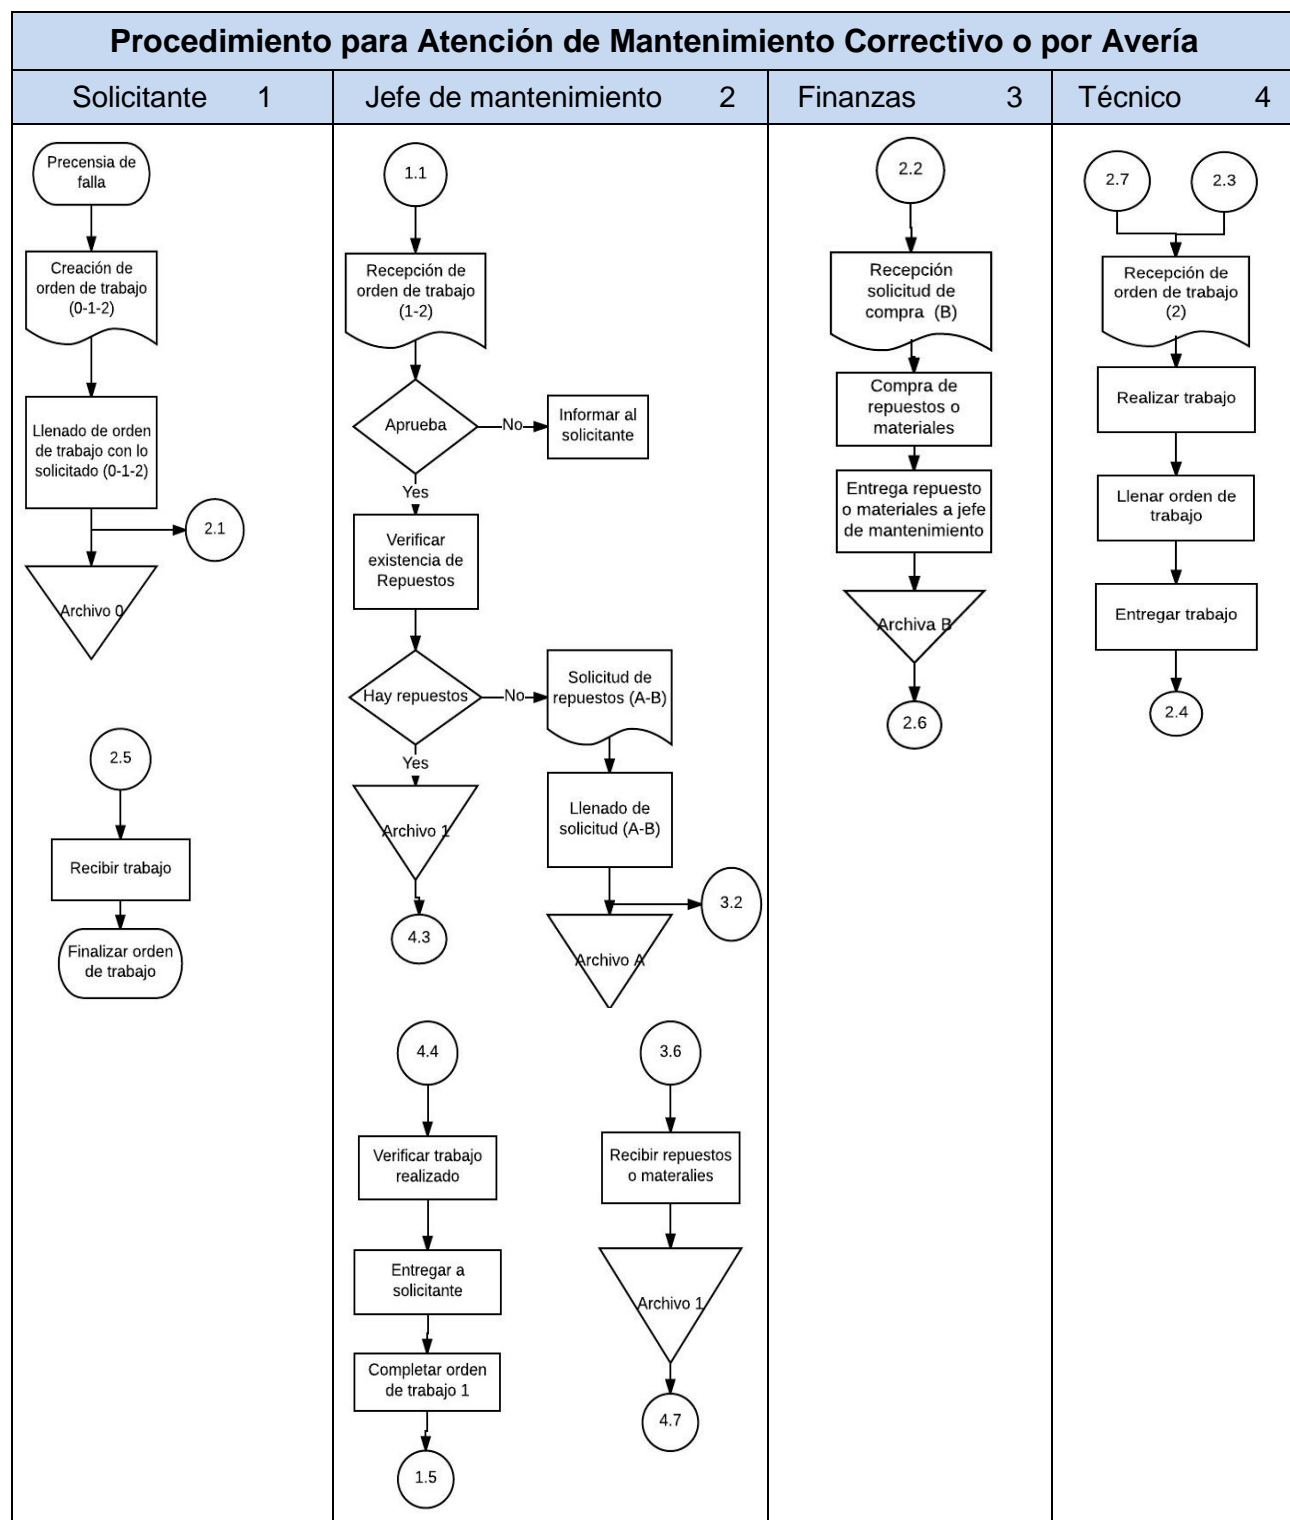 Procedimiento para Atención de Mantenimiento Correctivo o por Avería
Solicitante 1
Jefe de mantenimiento 2
Finanzas 3
Técnico 4
Precensia de
falla
Creación de
orden de trabajo
(0-1-2)
Llenado de orden
de trabajo con lo
solicitado (0-1-2)
2.1
Archivo 0
2.5
Recibir trabajo
Finalizar orden
de trabajo
1.1
Recepción de
orden de trabajo
(1-2)
Aprueba
No
Informar al
solicitante
Yes
Verificar
existencia de
Repuestos
Hay repuestos
No
Solicitud de
repuestos (A-B)
Yes
Archivo 1
4.3
Llenado de
solicitud (A-B)
3.2
Archivo A
4.4
Verificar trabajo
realizado
Entregar a
solicitante
Completar orden
de trabajo 1
1.5
3.6
Recibir repuestos
o materalies
Archivo 1
4.7
2.2
Recepción
solicitud de
compra (B)
Compra de
repuestos o
materiales
Entrega repuesto
o materiales a jefe
de mantenimiento
Archiva B
2.6
2.7
2.3
Recepción de
orden de trabajo
(2)
Realizar trabajo
Llenar orden de
trabajo
Entregar trabajo
2.4